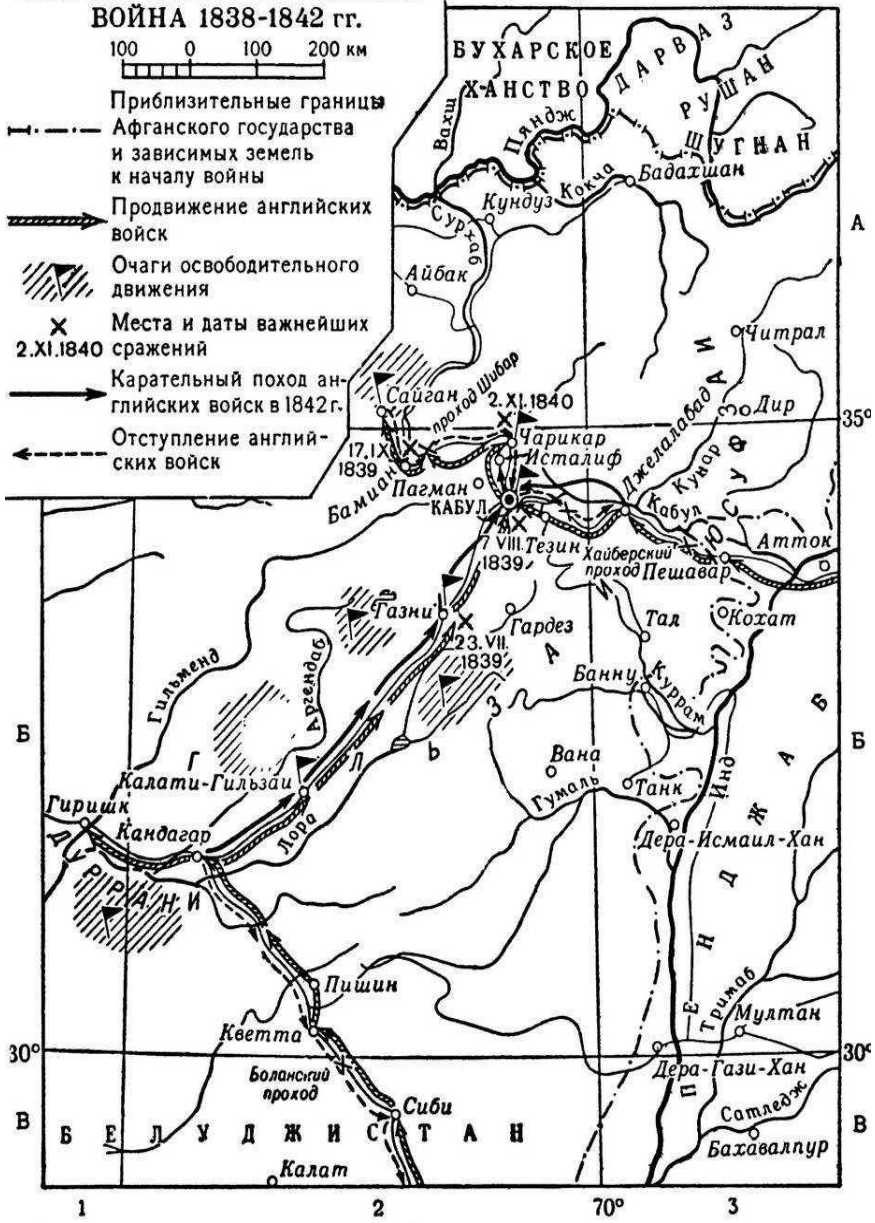 ВОЙНА 1838-1842 гг.
100 0 100 200 км
Приблизительные границы
Афганского государства
и зависимых земель
к началу войны
Продвижение английских
войск
Очаги освободительного
движения
2.XI.1840
Места и даты важнейших
сражений
Карательный поход ан-
глийских войск в 1842 г.
Отступление англий-
ских войск
БУХАРСКОЕ
ХАНСТВО
ДАРВАЗ
РУШАН
ШУГНАН
Вахш
Пяндж
Кокча
Бадахшан
Кундуз
Сурхаб
А
Айбак
Читрал
Сайган
проход Шибар
2.XI.1840
Дир
35°
17.IX
1839
Чарикар
Исталиф
Джелалабад
Кунар
ЮСУФЗАИ
Бамиан
Пагман
КАБУЛ
Кабул
Атток
7.VIII.
1839
Тезин
Хайберский
проход
Пешавар
Газни
23.VII.
1839
Гардез
Тал
Кохат
Гильменд
Аргендаб
Банну
Куррам
Б
Б
ГИЛЬЗАИ
Калати-Гильзаи
Вана
Гумаль
Танк
Инд
Гиришк
Кандагар
Лора
Дера-Исмаил-Хан
ДУРРАНИ
ПЕНДЖАБ
Пишин
Тримаб
Мултан
Кветта
30°
30°
Боланский
проход
Дера-Гази-Хан
Сиби
Сатледж
В
В
БЕЛУДЖИСТАН
Бахавалпур
Калат
1
2
70°
3